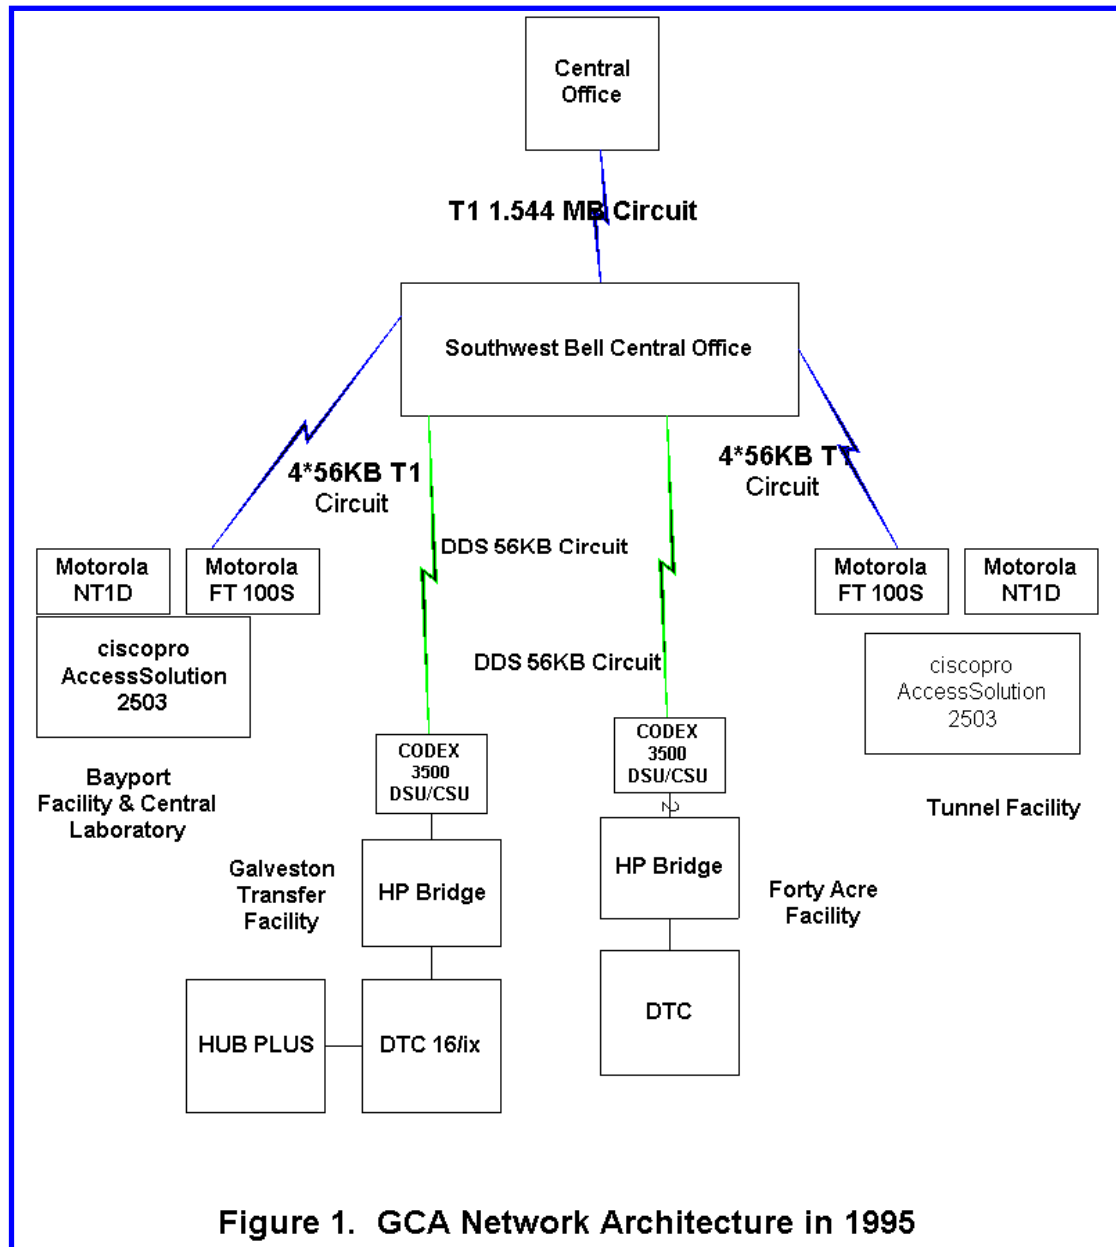 Central
Office
T1 1.544 MB Circuit
Southwest Bell Central Office
4*56KB T1
Circuit
4*56KB T1
Circuit
DDS 56KB Circuit
Motorola
NT1D
Motorola
FT 100S
Motorola
FT 100S
Motorola
NT1D
ciscopro
AccessSolution
2503
ciscopro
AccessSolution
2503
DDS 56KB Circuit
CODEX
3500
DSU/CSU
CODEX
3500
DSU/CSU
Bayport
Facility & Central
Laboratory
Tunnel Facility
2
Galveston
Transfer
Facility
HP Bridge
HP Bridge
Forty Acre
Facility
HUB PLUS
DTC 16/ix
DTC
Figure 1. GCA Network Architecture in 1995